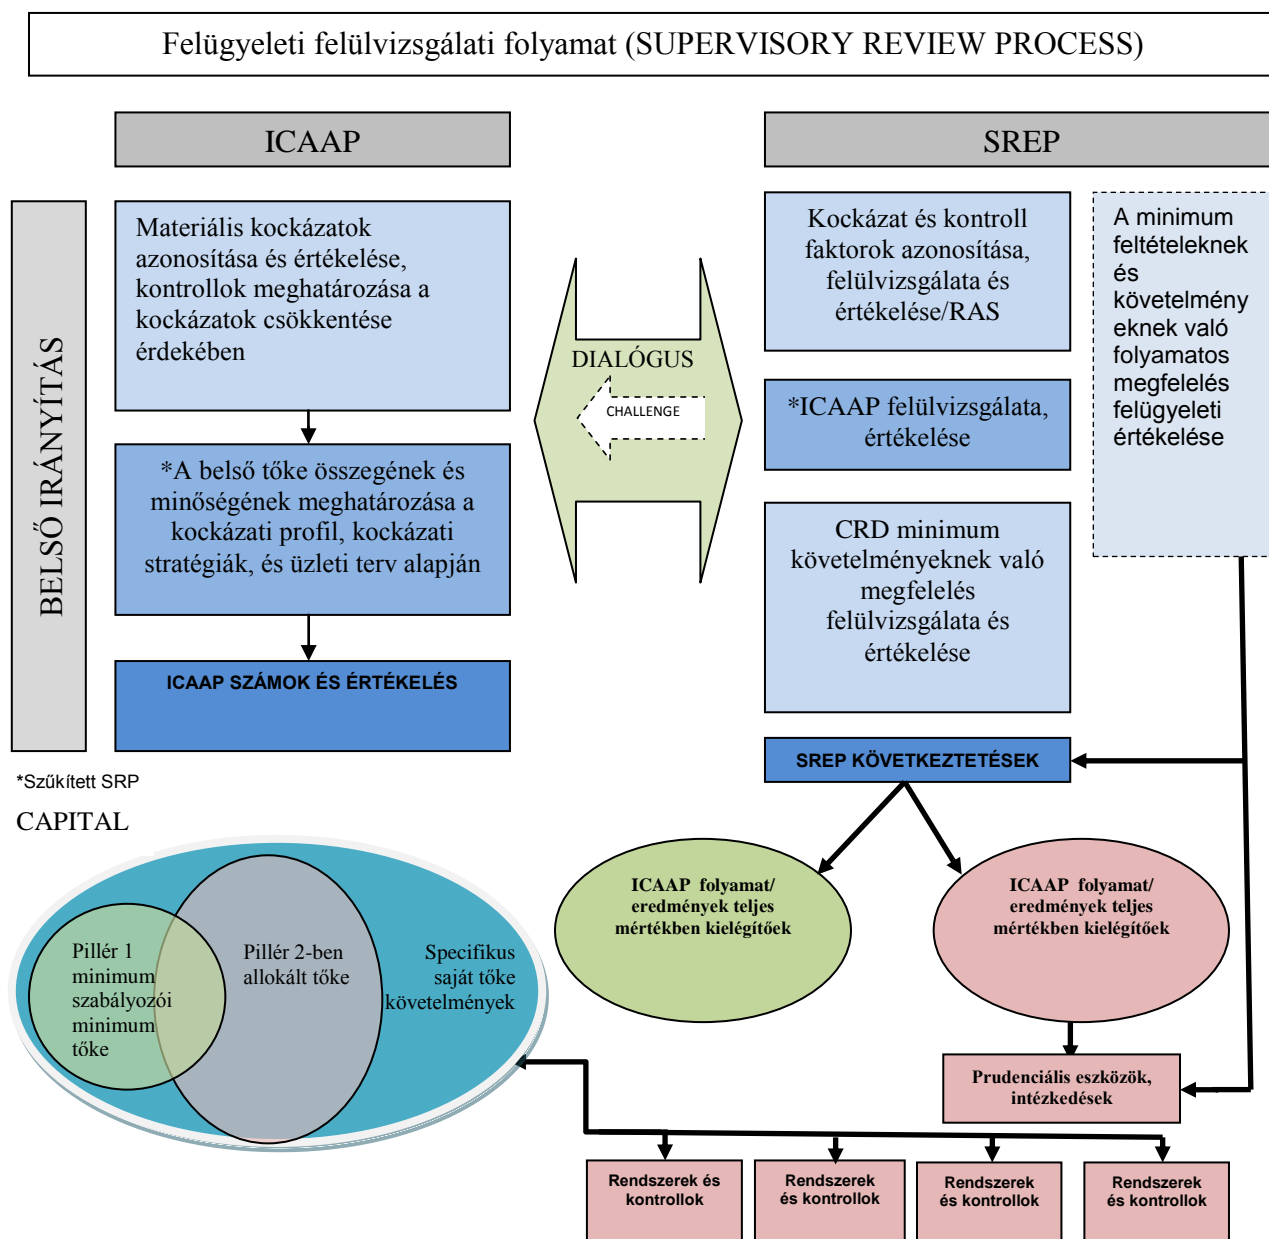 Felügyeleti felülvizsgálati folyamat (SUPERVISORY REVIEW PROCESS)
ICAAP
SREP
BELSŐ IRÁNYÍTÁS
Materiális kockázatok
azonosítása és értékelése,
kontrollok meghatározása a
kockázatok csökkentése
érdekében
*A belső tőke összegének és
minőségének meghatározása a
kockázati profil, kockázati
stratégiák, és üzleti terv alapján
ICAAP SZÁMOK ÉS ÉRTÉKELÉS
DIALÓGUS
CHALLENGE
Kockázat és kontroll
faktorok azonosítása,
felülvizsgálata és
értékelése/RAS
*ICAAP felülvizsgálata,
értékelése
CRD minimum
követelményeknek való
megfelelés
felülvizsgálata és
értékelése
A minimum
feltételeknek
és
követelmény
eknek való
folyamatos
megfelelés
felügyeleti
értékelése
SREP KÖVETKEZTETÉSEK
*Szűkített SRP
CAPITAL
Pillér 1
minimum
szabályozói
minimum
tőke
Pillér 2-ben
allokált tőke
Specifikus
saját tőke
követelmények
ICAAP folyamat/
eredmények teljes
mértékben kielégítőek
ICAAP folyamat/
eredmények teljes
mértékben kielégítőek
Prudenciális eszközök,
intézkedések
Rendszerek és
kontrollok
Rendszerek
és kontrollok
Rendszerek
és kontrollok
Rendszerek
és kontrollok